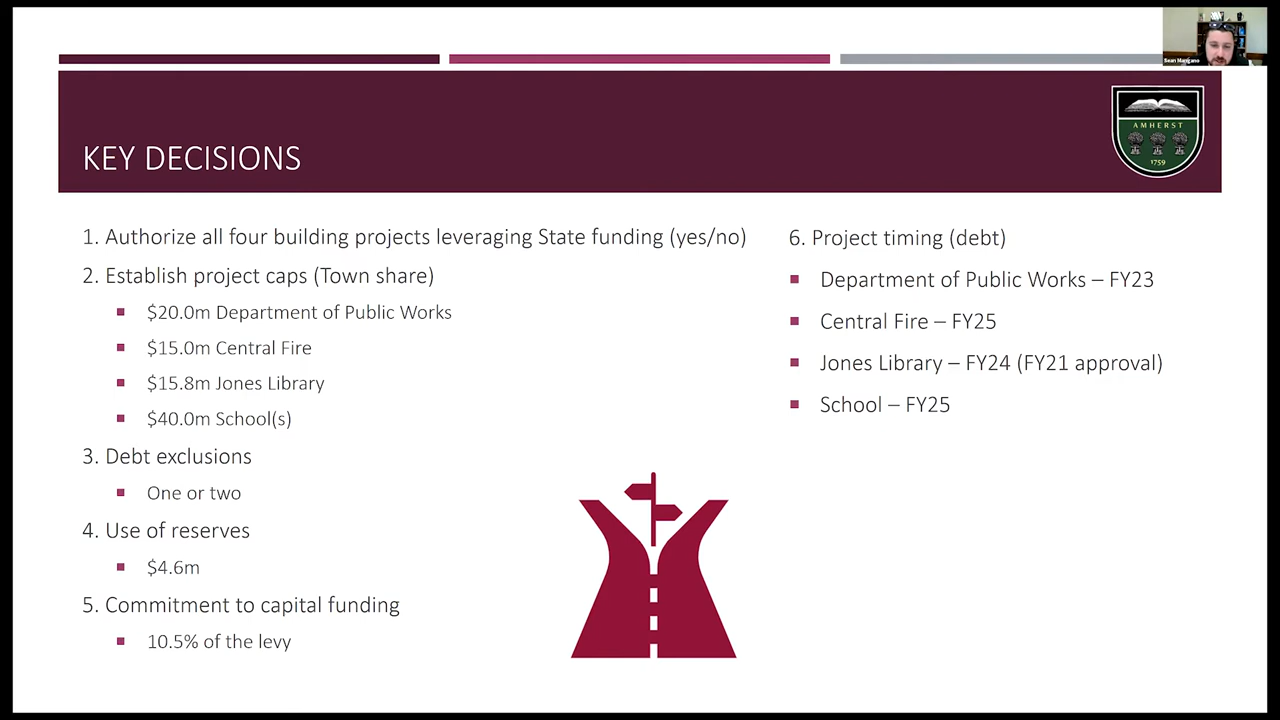 Sean Mangano
AMHERST
1759
KEY DECISIONS
1. Authorize all four building projects leveraging State funding (yes/no)
2. Establish project caps (Town share)
$20.0m Department of Public Works
$15.0m Central Fire
$15.8m Jones Library
$40.0m School(s)
3. Debt exclusions
One or two
4. Use of reserves
$4.6m
5. Commitment to capital funding
10.5% of the levy
6. Project timing (debt)
Department of Public Works – FY23
Central Fire – FY25
Jones Library – FY24 (FY21 approval)
School – FY25